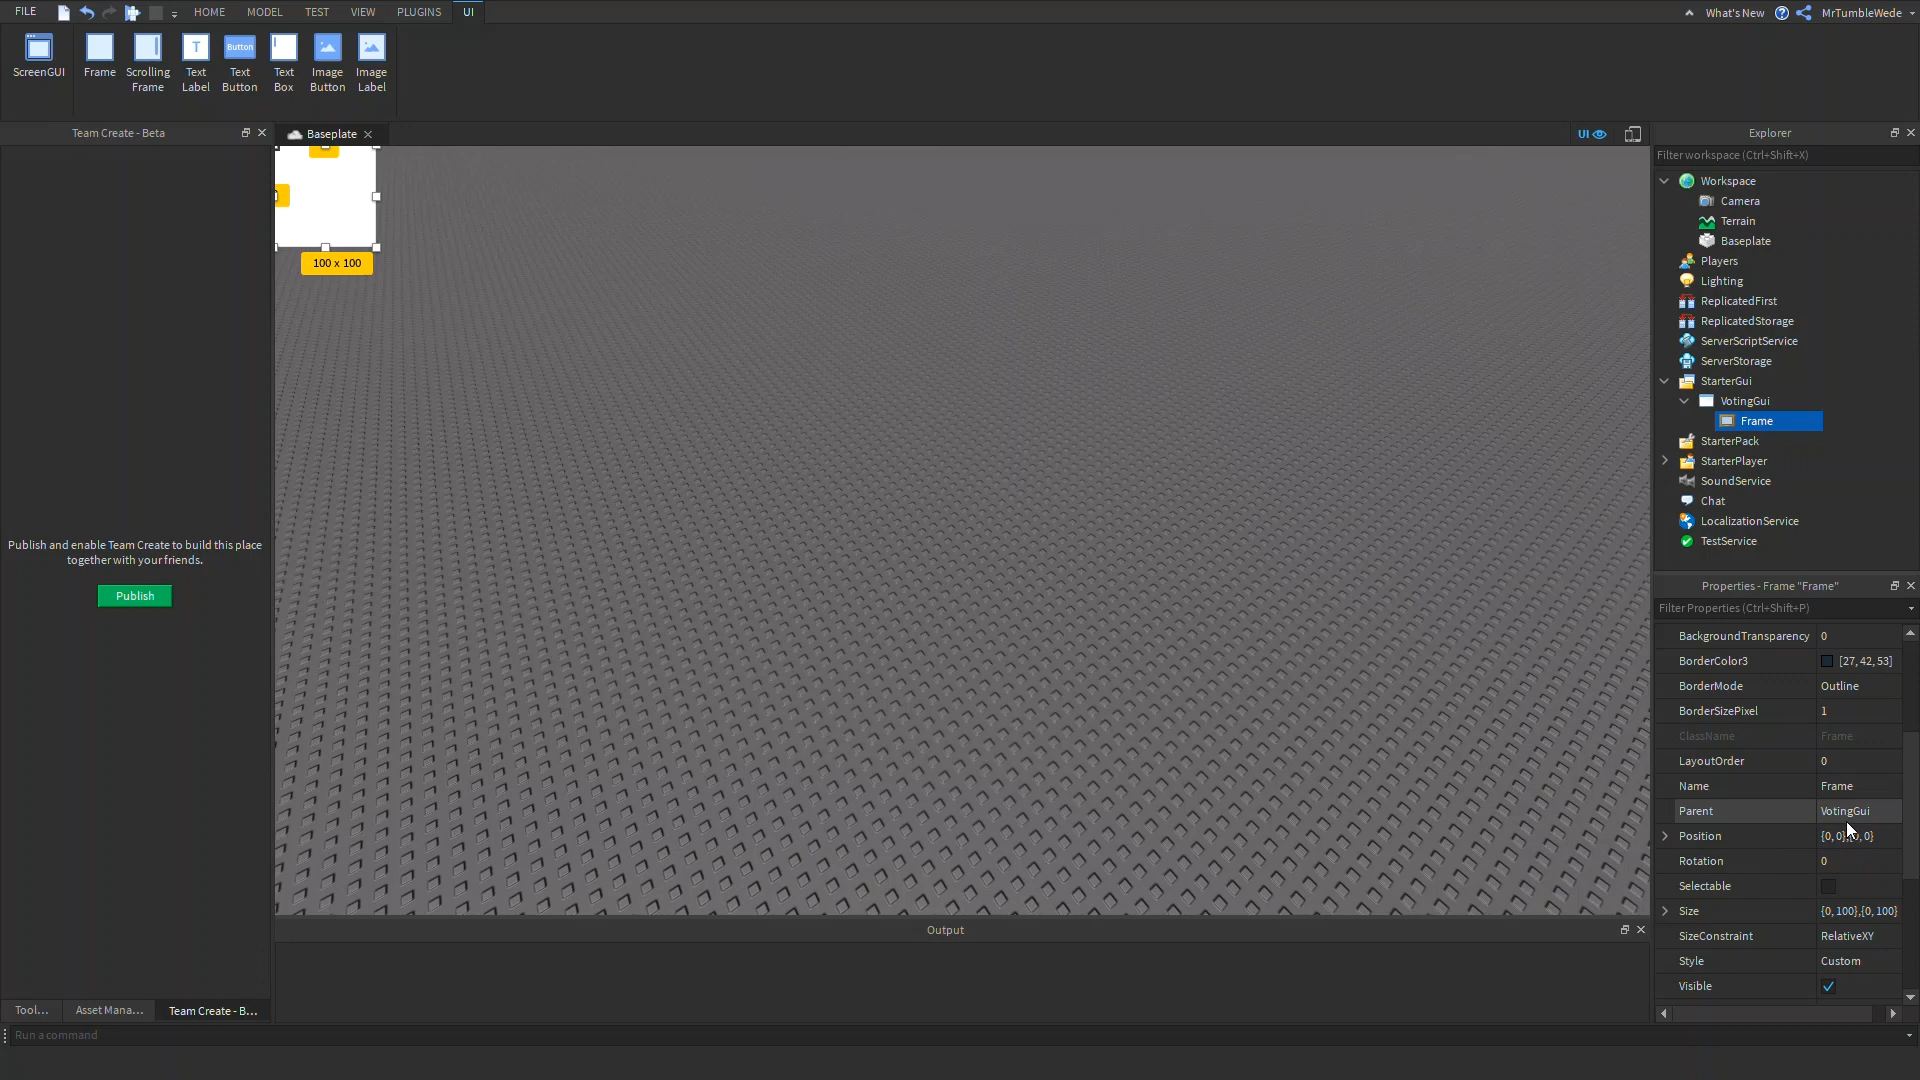 FILE
HOME
MODEL
TEST
VIEW
PLUGINS
UI
What's New
MrTumbleWede
ScreenGUI
Frame
Scrolling
Frame
T
Text
Label
Button
Text
Button
Text
Box
Image
Button
Image
Label
Team Create - Beta
Baseplate
UI
Explorer
Filter workspace (Ctrl+Shift+X)
Workspace
Camera
Terrain
Baseplate
Players
Lighting
ReplicatedFirst
ReplicatedStorage
ServerScriptService
ServerStorage
StarterGui
VotingGui
Frame
StarterPack
StarterPlayer
SoundService
Chat
LocalizationService
TestService
100 x 100
Publish and enable Team Create to build this place
together with your friends.
Publish
Properties - Frame "Frame"
Filter Properties (Ctrl+Shift+P)
BackgroundTransparency 0
BorderColor3 [27, 42, 53]
BorderMode Outline
BorderSizePixel 1
ClassName Frame
LayoutOrder 0
Name Frame
Parent VotingGui
Position {0, 0},
Rotation 0
Selectable
Size {0, 100},{0, 100}
SizeConstraint RelativeXY
Style Custom
Visible
Output
Tool...
Asset Mana...
Team Create - B...
Run a command